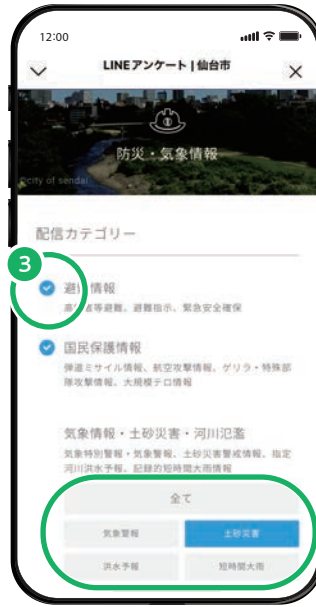 12:00
LINEアンケート|仙台市
防災・気象情報
©city of sendai
配信カテゴリー
3
避 情報
高 者等避難、避難指示、緊急安全確保
国民保護情報
弾道ミサイル情報、航空攻撃情報、ゲリラ・特殊部
隊攻撃情報、大規模テロ情報
気象情報・土砂災害・河川氾濫
気象特別警報・気象警報、土砂災害警戒情報、指定
河川洪水予報、記録的短時間大雨情報
全て
気象警報
土砂災害
洪水予報
短時間大雨